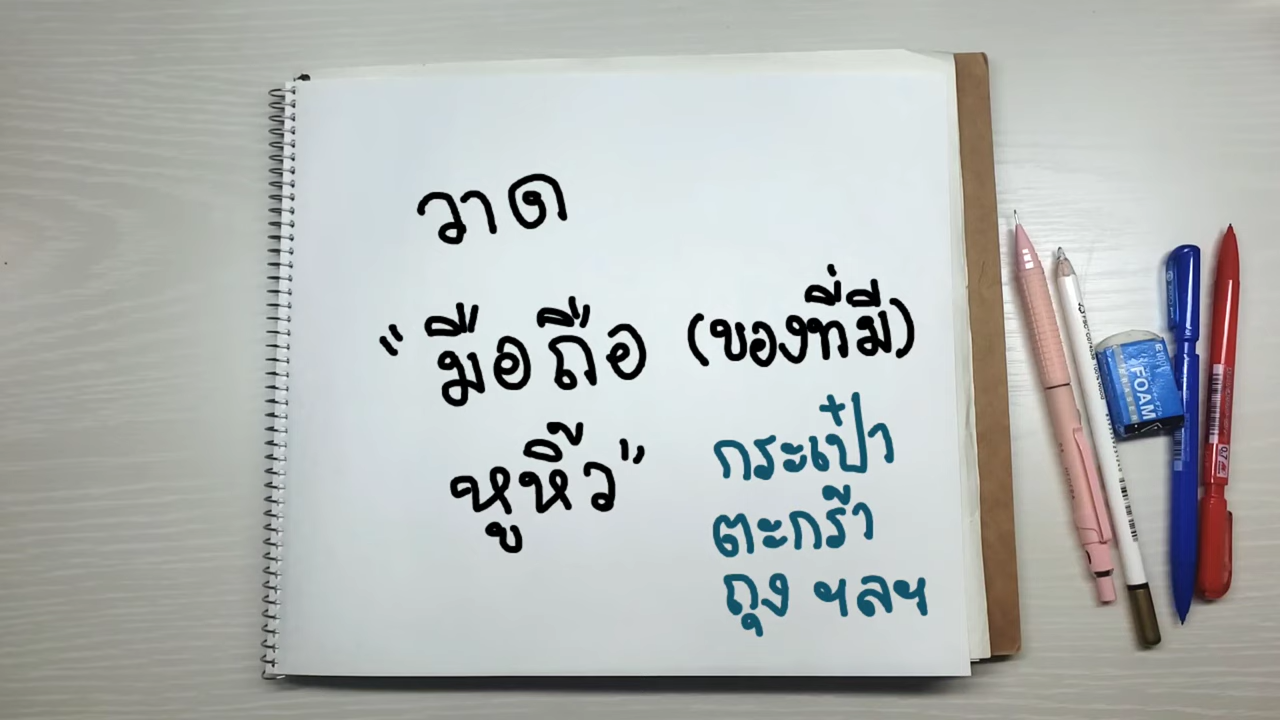 วาด
"มือถือ (ของที่มี)
หูหิ๊ว"
กระเป๋า
ตะกร้า
ถุง ฯลฯ
FOAM